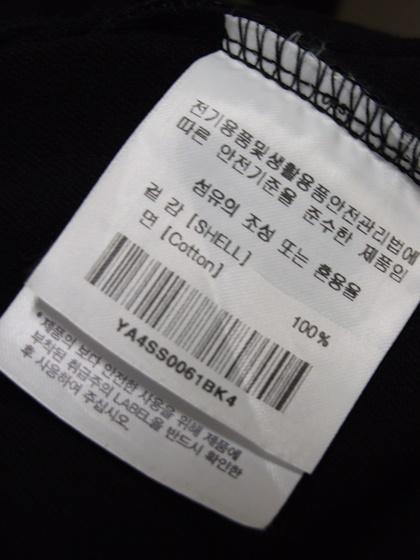 전기용품및생활용품안전관리법에
따른 안전기준을 준수한 제품임
섬유의 조성 또는 혼용율
겉 감 [SHELL]
면 [Cotton] 100%
YA4SS0061BK4
*제품의 보다 안전한 사용을 위해 제품에
부착된 취급주의 LABEL을 반드시 확인한
후 사용하여 주십시오.